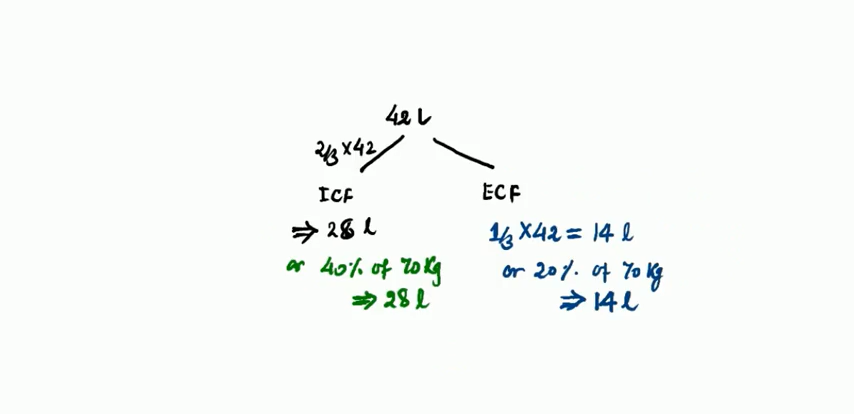 42 L
2/3 X 42
ICF
ECF
⇒ 28 l
1/3 X 42 = 14 l
or 40% of 70 Kg
or 20% of 70 Kg
⇒ 28 l
⇒ 14 l